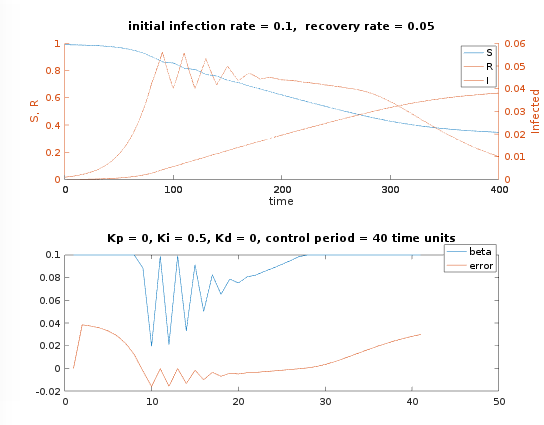 initial infection rate = 0.1,  recovery rate = 0.05
1
0.8
0.6
0.4
0.2
0
S, R
0 100 200 300 400
time
0.06
0.05
0.04
0.03
0.02
0.01
0
Infected
S
R
I
Kp = 0, Ki = 0.5, Kd = 0, control period = 40 time units
0.1
0.08
0.06
0.04
0.02
0
-0.02
0 10 20 30 40 50
beta
error